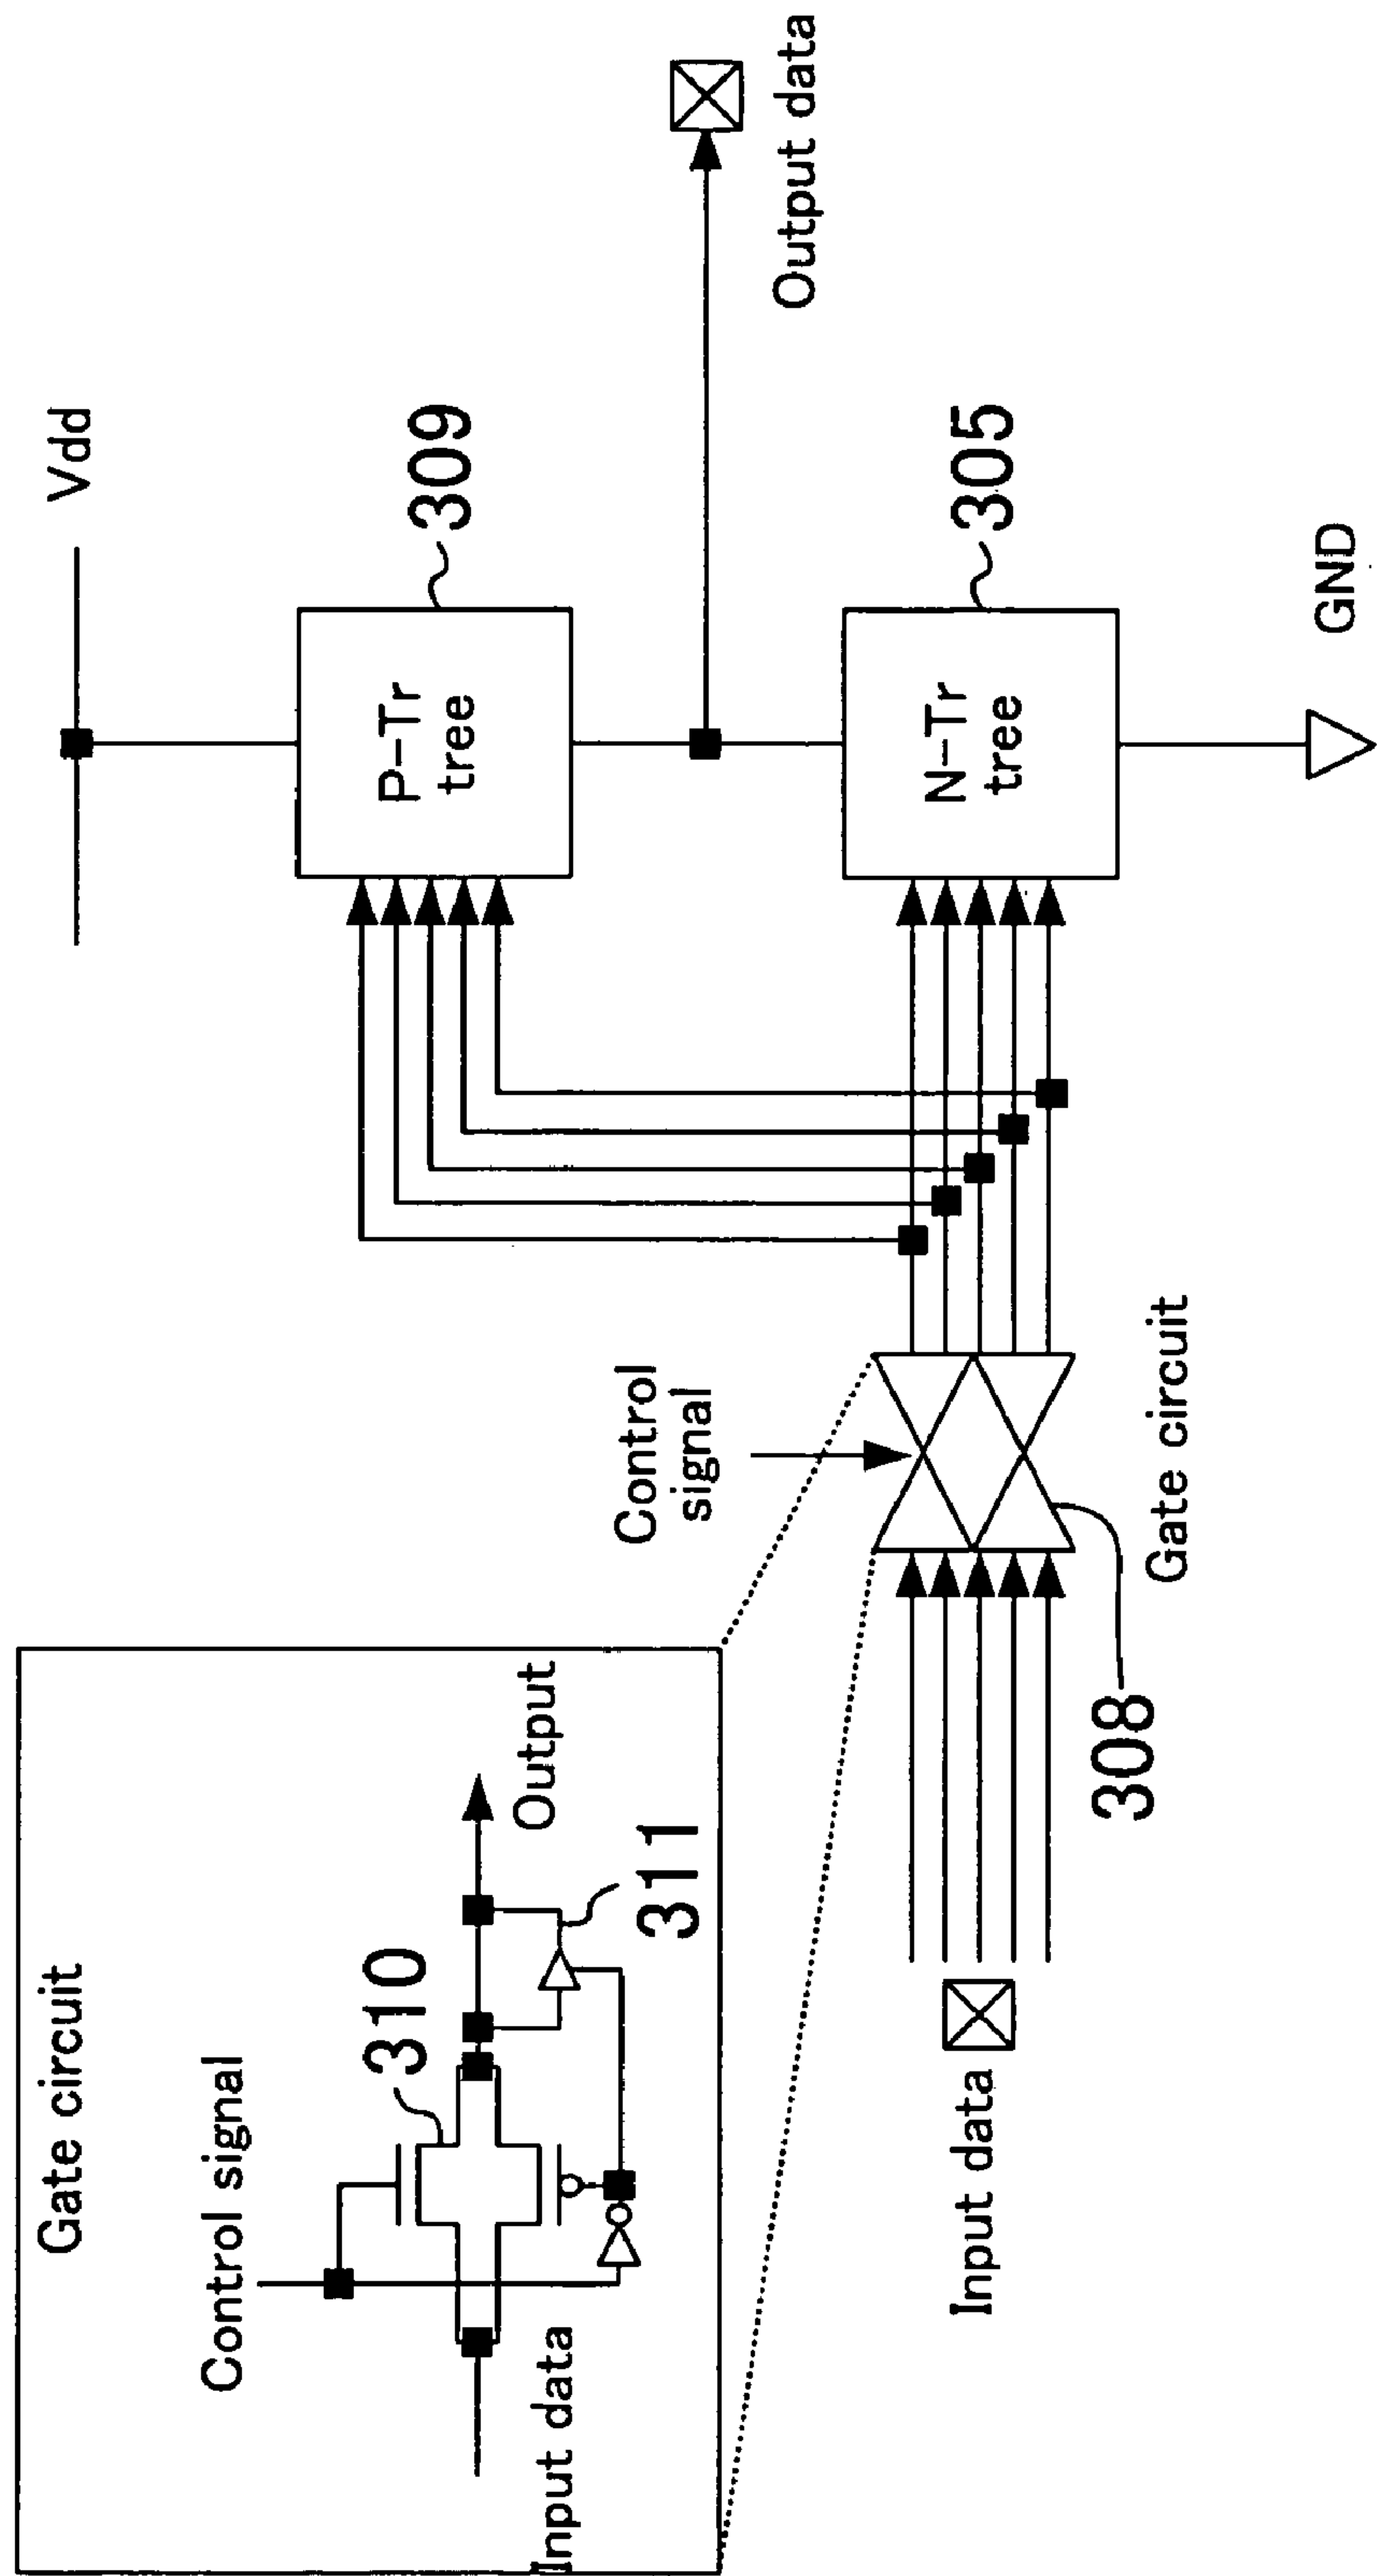 Gate circuit
Control signal
310
Output
311
Input data
Vdd
P-Tr
tree
309
Output data
Control
signal
N-Tr
tree
305
Input data
308
Gate circuit
GND